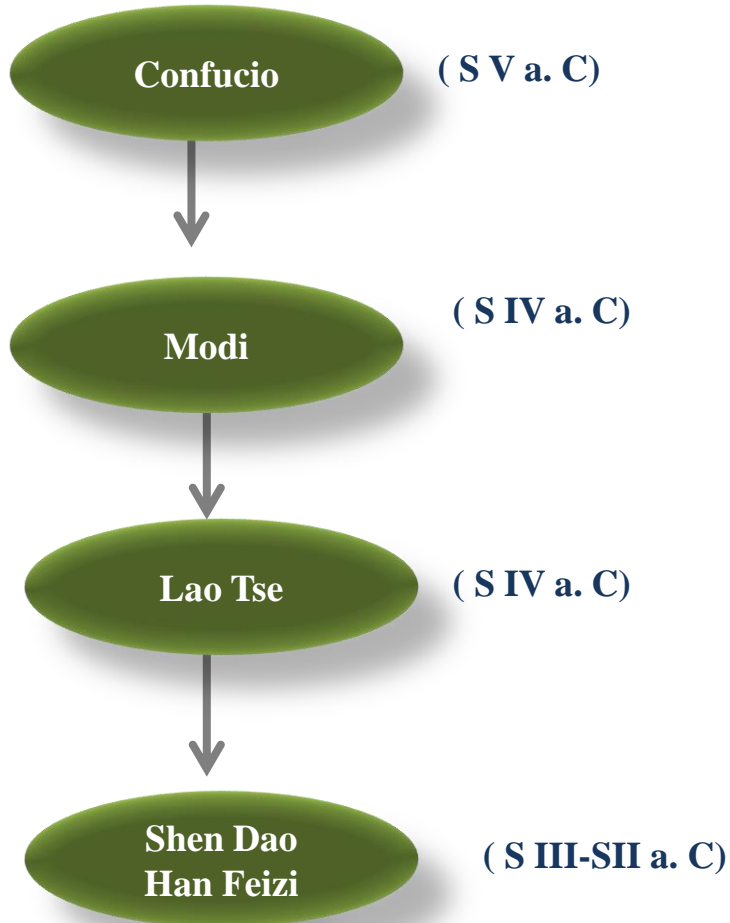 Confucio
( S V a. C)
Modi
( S IV a. C)
Lao Tse
( S IV a. C)
Shen Dao
Han Feizi
( S III-SII a. C)